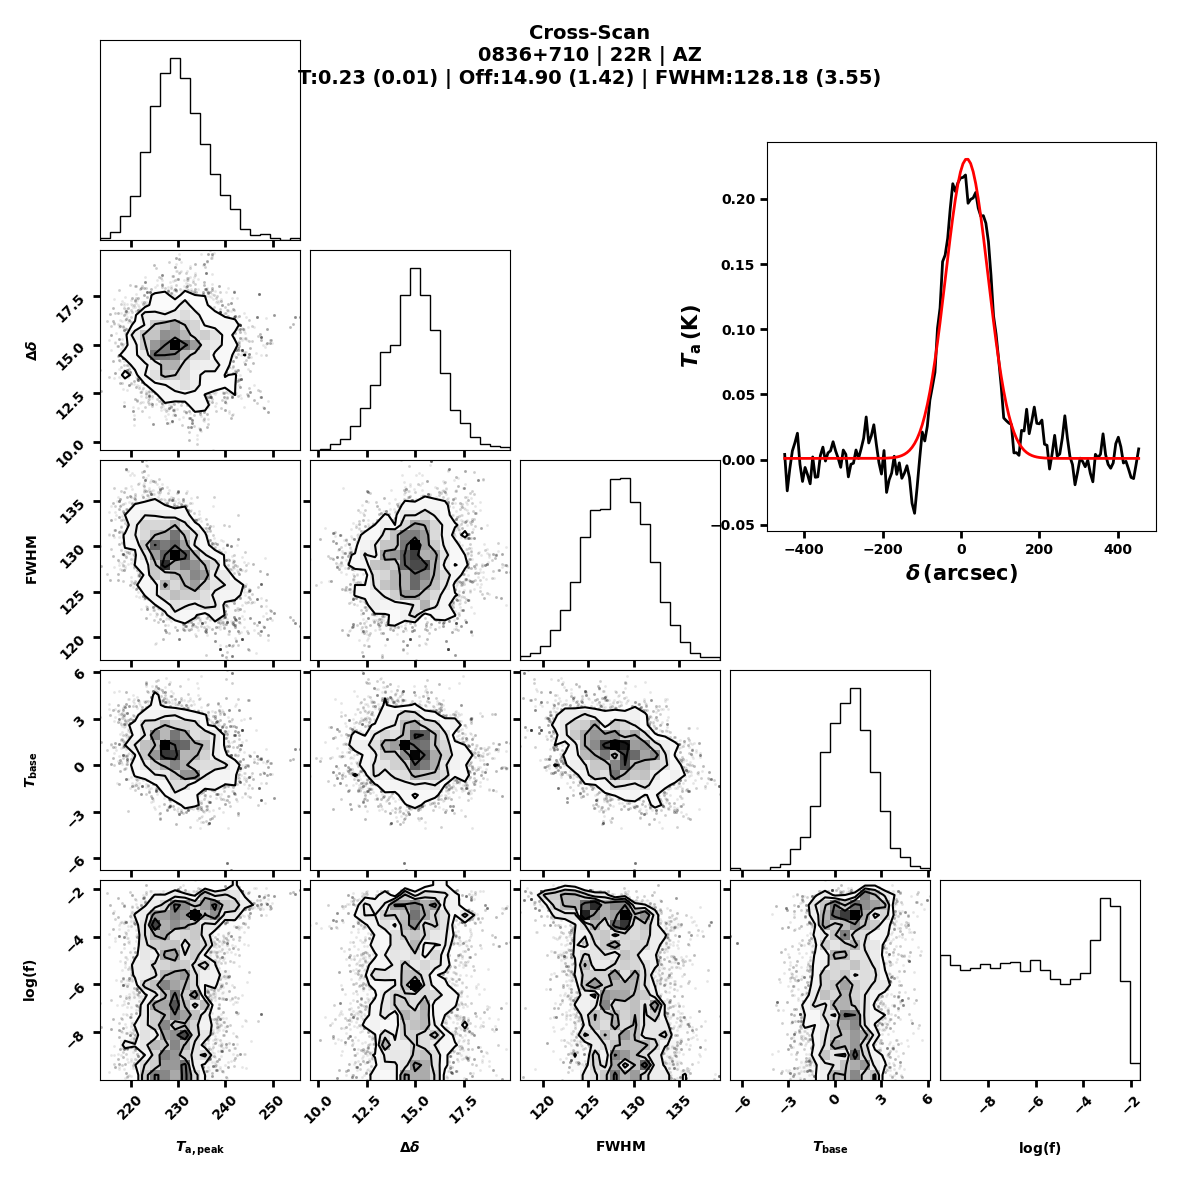 Cross-Scan
0836+710 | 22R | AZ
T:0.23 (0.01) | Off:14.90 (1.42) | FWHM:128.18 (3.55)
0.20
0.15
0.10
0.05
0.00
−0.05
T_a (K)
−400 −200 0 200 400
δ (arcsec)
17.5
15.0
12.5
10.0
Δδ
135
130
125
120
FWHM
6
3
0
−3
−6
T_base
−2
−4
−6
−8
log(f)
220 230 240 250
10.0 12.5 15.0 17.5
120 125 130 135
−6 −3 0 3 6
−8 −6 −4 −2
T_a,peak
Δδ
FWHM
T_base
log(f)